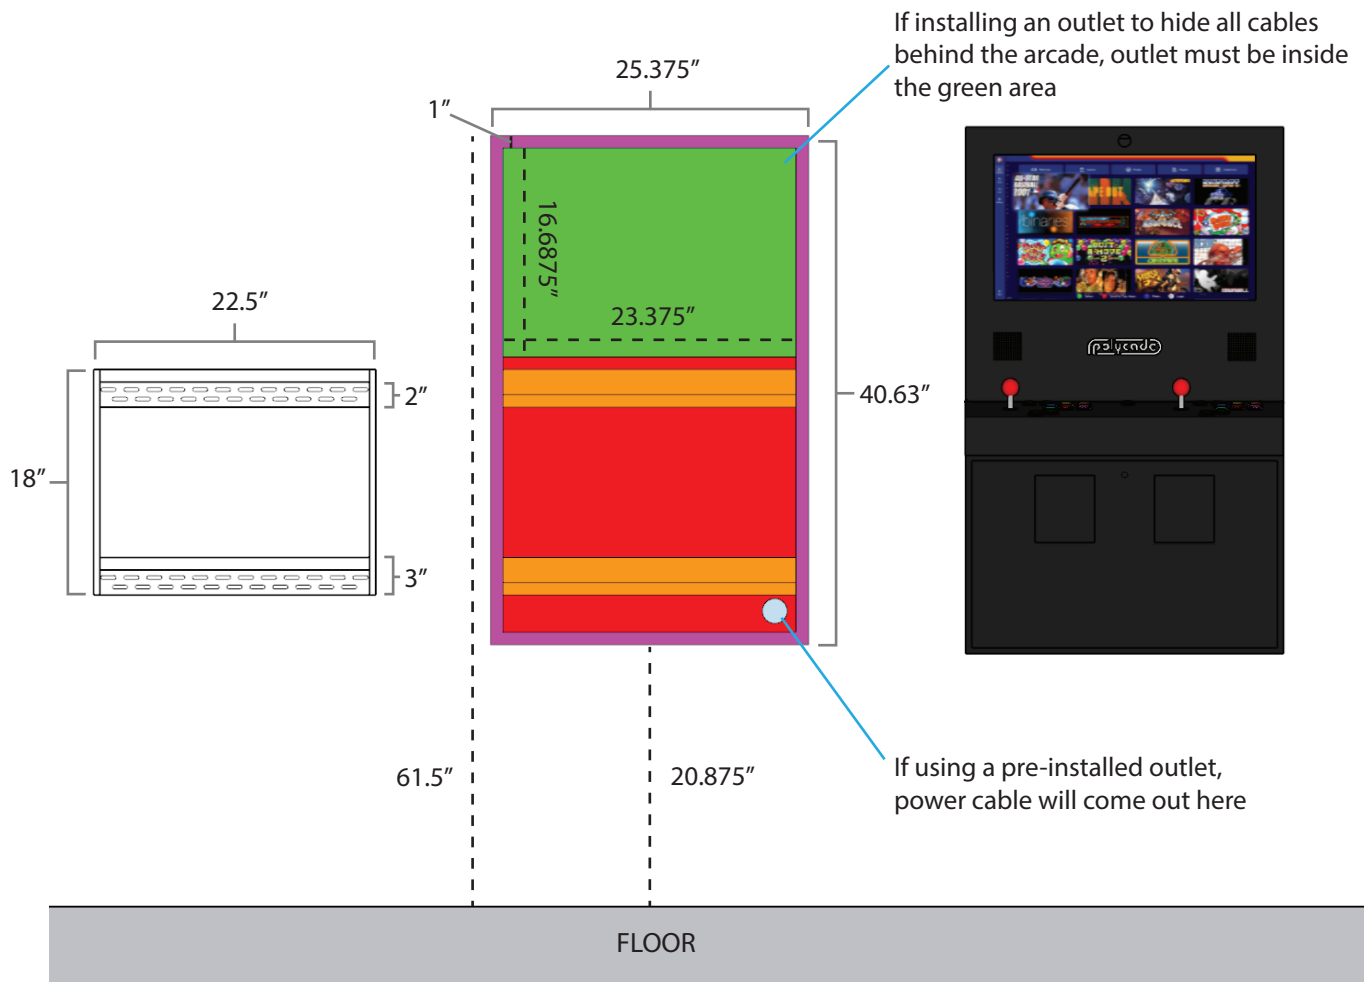 If installing an outlet to hide all cables
behind the arcade, outlet must be inside
the green area
25.375”
1”
16.6875”
23.375”
40.63”
22.5”
2”
18”
3”
polycade
61.5”
20.875”
If using a pre-installed outlet,
power cable will come out here
FLOOR